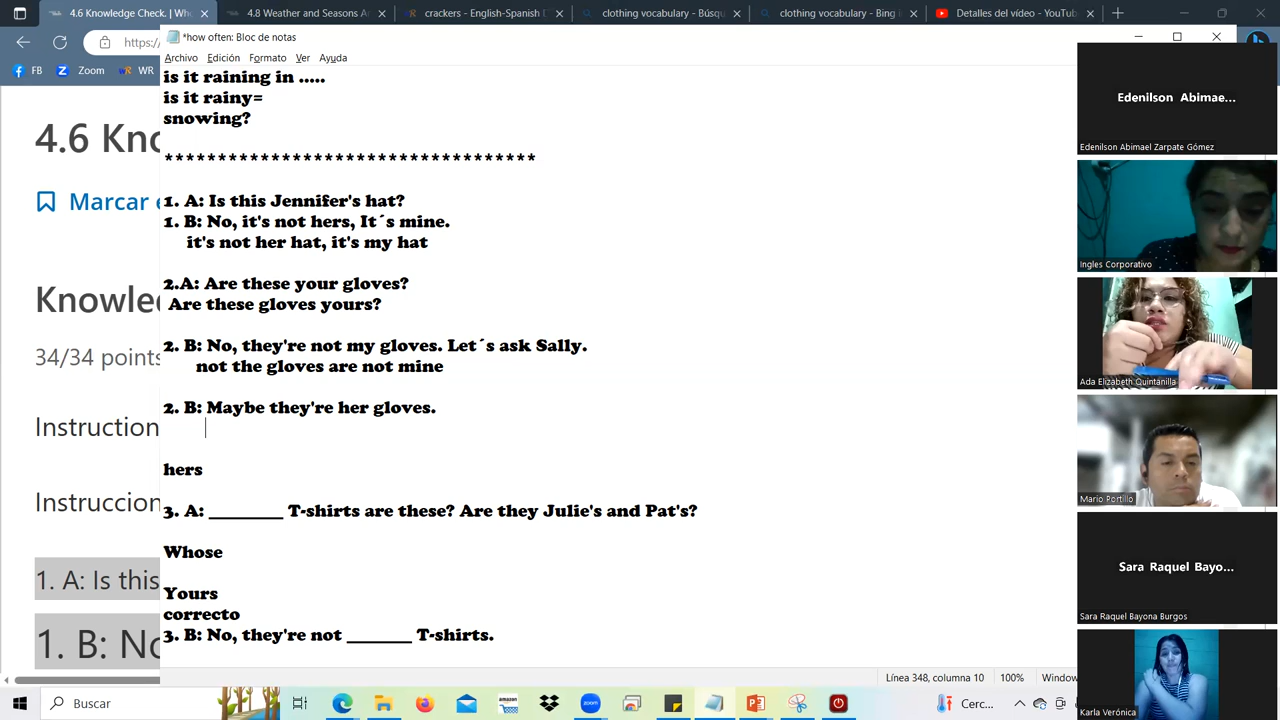 4.6 Knowledge Check. | Who
4.8 Weather and Seasons A
crackers - English-Spanish D
clothing vocabulary - Búsqu
clothing vocabulary - Bing i
Detalles del vídeo - YouTub
https:/
FB
Zoom
WR
*how often: Bloc de notas
Archivo Edición Formato Ver Ayuda
is it raining in .....
is it rainy=
snowing?
***********************************
1. A: Is this Jennifer's hat?
1. B: No, it's not hers, It´s mine.
it's not her hat, it's my hat
2.A: Are these your gloves?
Are these gloves yours?
2. B: No, they're not my gloves. Let´s ask Sally.
not the gloves are not mine
2. B: Maybe they're her gloves.
hers
3. A: ________ T-shirts are these? Are they Julie's and Pat's?
Whose
Yours
correcto
3. B: No, they're not _______ T-shirts.
Línea 348, columna 10
100%
Window
4.6 Kno
Marcar e
Knowle
34/34 points
Instruction
Instruccion
1. A: Is this
1. B: No
Edenilson Abimae...
Edenilson Abimael Zarpate Gómez
Ingles Corporativo
Ada Elizabeth Quintanilla
Mario Portillo
Sara Raquel Bayo...
Sara Raquel Bayona Burgos
Karla Verónica
Buscar
amazon
zoom
Cerc...